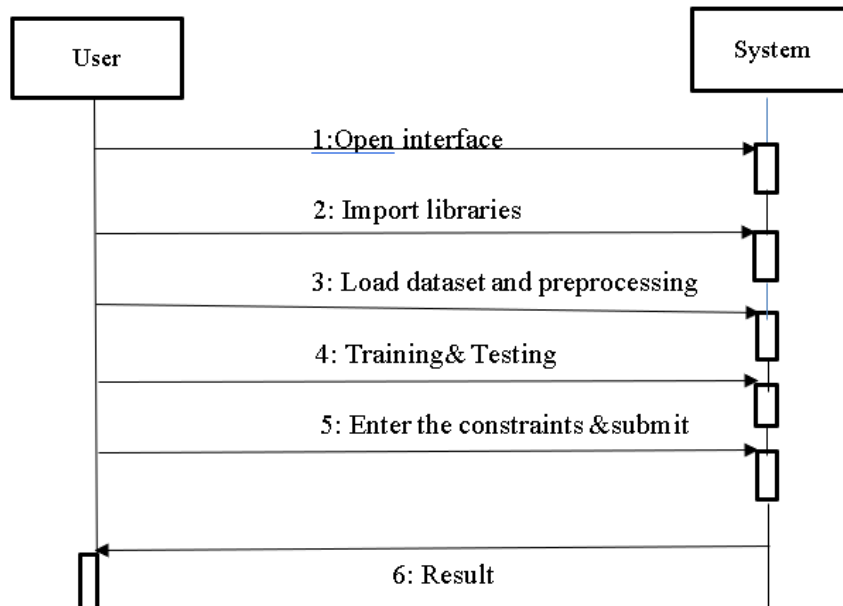 User
System
1:Open interface
2: Import libraries
3: Load dataset and preprocessing
4: Training& Testing
5: Enter the constraints &submit
6: Result